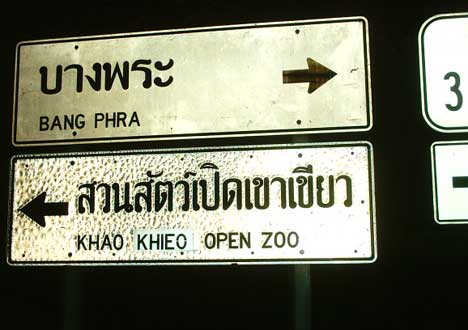 บางพระ
BANG PHRA
สวนสัตว์เปิดเขาเขียว
KHAO KHIEO OPEN ZOO
3